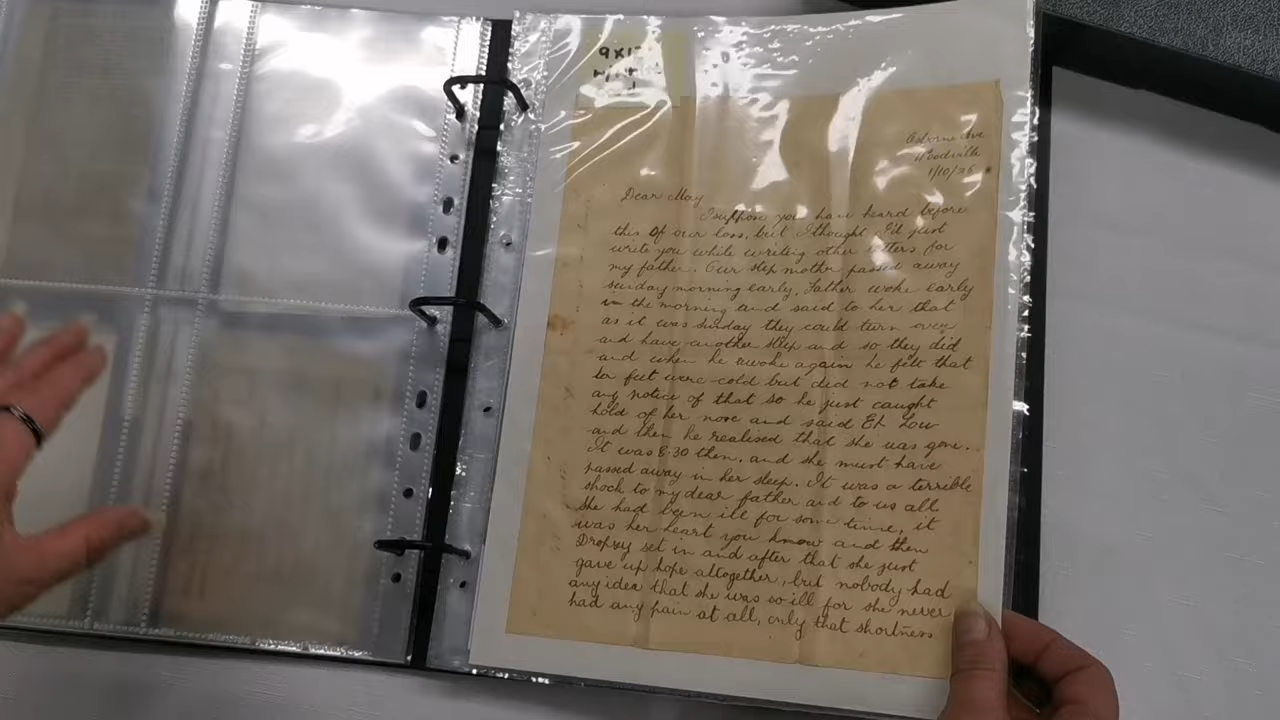 Osborne Ave
Woodville
1/10/26
Dear May
I suppose you have heard before
this of our loss, but I thought I'd just
write you while writing other letters for
my father. Our step mother passed away
sunday morning early. Father woke early
in the morning and said to her that
as it was sunday they could turn over
and have another sleep and so they did
and when he awoke again he felt that
her feet were cold but did not take
any notice of that so he just caught
hold of her nose and said Eh Low
and then he realised that she was gone.
It was 8.30 then. and she must have
passed away in her sleep. It was a terrible
shock to my dear father and to us all.
She had been ill for some time, it
was her heart you know and then
Dropsy set in and after that she just
gave up hope altogether, but nobody had
any idea that she was so ill for she never
had any pain at all, only that shortness